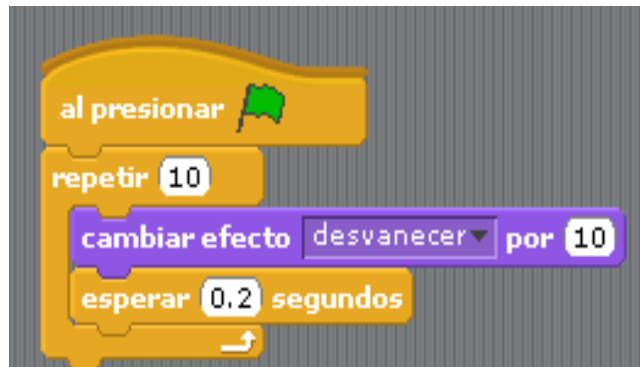 al presionar
repetir 10
cambiar efecto desvanecer por 10
esperar 0.2 segundos